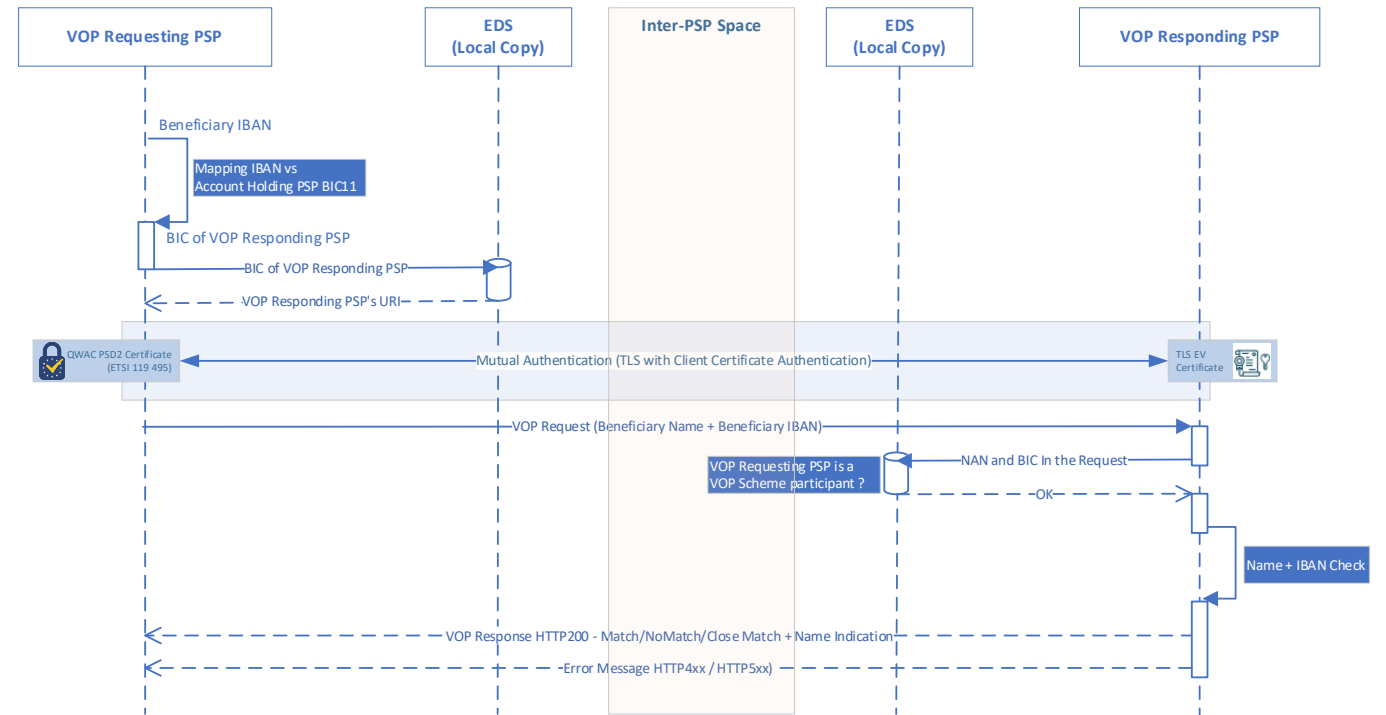 VOP Requesting PSP
EDS
(Local Copy)
Inter-PSP Space
EDS
(Local Copy)
VOP Responding PSP
Beneficiary IBAN
Mapping IBAN vs
Account Holding PSP BIC11
BIC of VOP Responding PSP
BIC of VOP Responding PSP
VOP Responding PSP's URI
QWAC PSD2 Certificate
(ETSI 119 495)
Mutual Authentication (TLS with Client Certificate Authentication)
TLS EV
Certificate
VOP Request (Beneficiary Name + Beneficiary IBAN)
NAN and BIC In the Request
VOP Requesting PSP is a
VOP Scheme participant ?
OK
Name + IBAN Check
VOP Response HTTP200 - Match/NoMatch/Close Match + Name Indication
Error Message HTTP4xx / HTTP5xx)